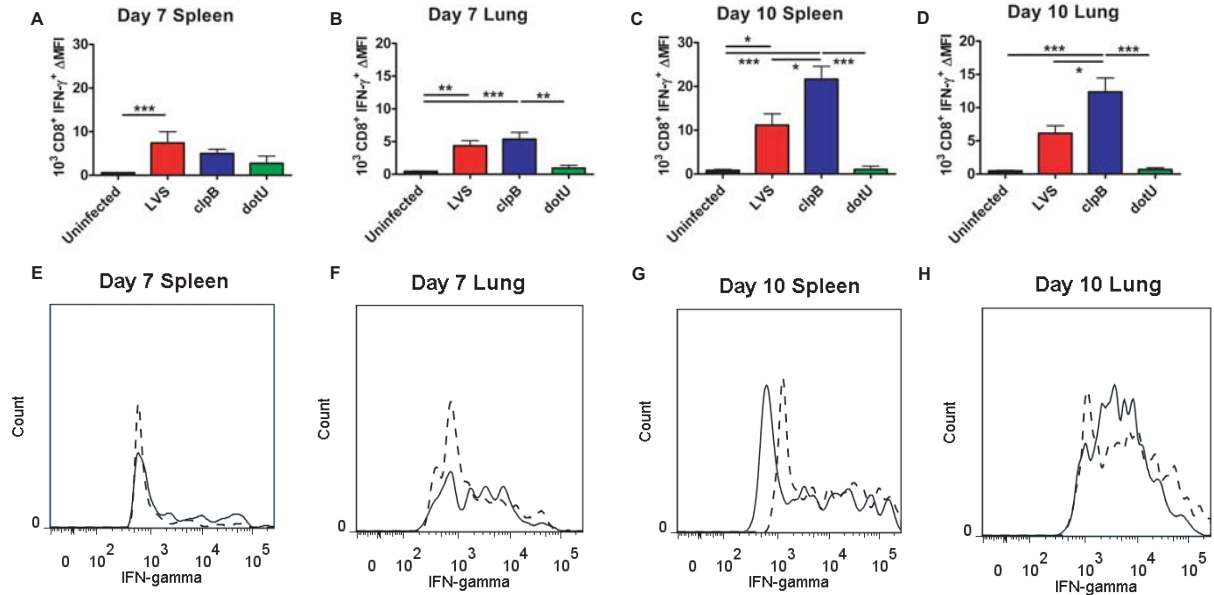 A
Day 7 Spleen
10³ CD8⁺ IFN-γ⁺ ΔMFI
30
20
10
0
***
Uninfected
LVS
clpB
dotU
B
Day 7 Lung
10³ CD8⁺ IFN-γ⁺ ΔMFI
20
15
10
5
0
**
***
**
Uninfected
LVS
clpB
dotU
C
Day 10 Spleen
10³ CD8⁺ IFN-γ⁺ ΔMFI
30
20
10
0
*
***
*
***
Uninfected
LVS
clpB
dotU
D
Day 10 Lung
10³ CD8⁺ IFN-γ⁺ ΔMFI
20
15
10
5
0
***
***
*
Uninfected
LVS
clpB
dotU
E
Day 7 Spleen
Count
0
0 10² 10³ 10⁴ 10⁵
IFN-gamma
F
Day 7 Lung
Count
0
0 10² 10³ 10⁴ 10⁵
IFN-gamma
G
Day 10 Spleen
Count
0
0 10² 10³ 10⁴ 10⁵
IFN-gamma
H
Day 10 Lung
Count
0
0 10² 10³ 10⁴ 10⁵
IFN-gamma